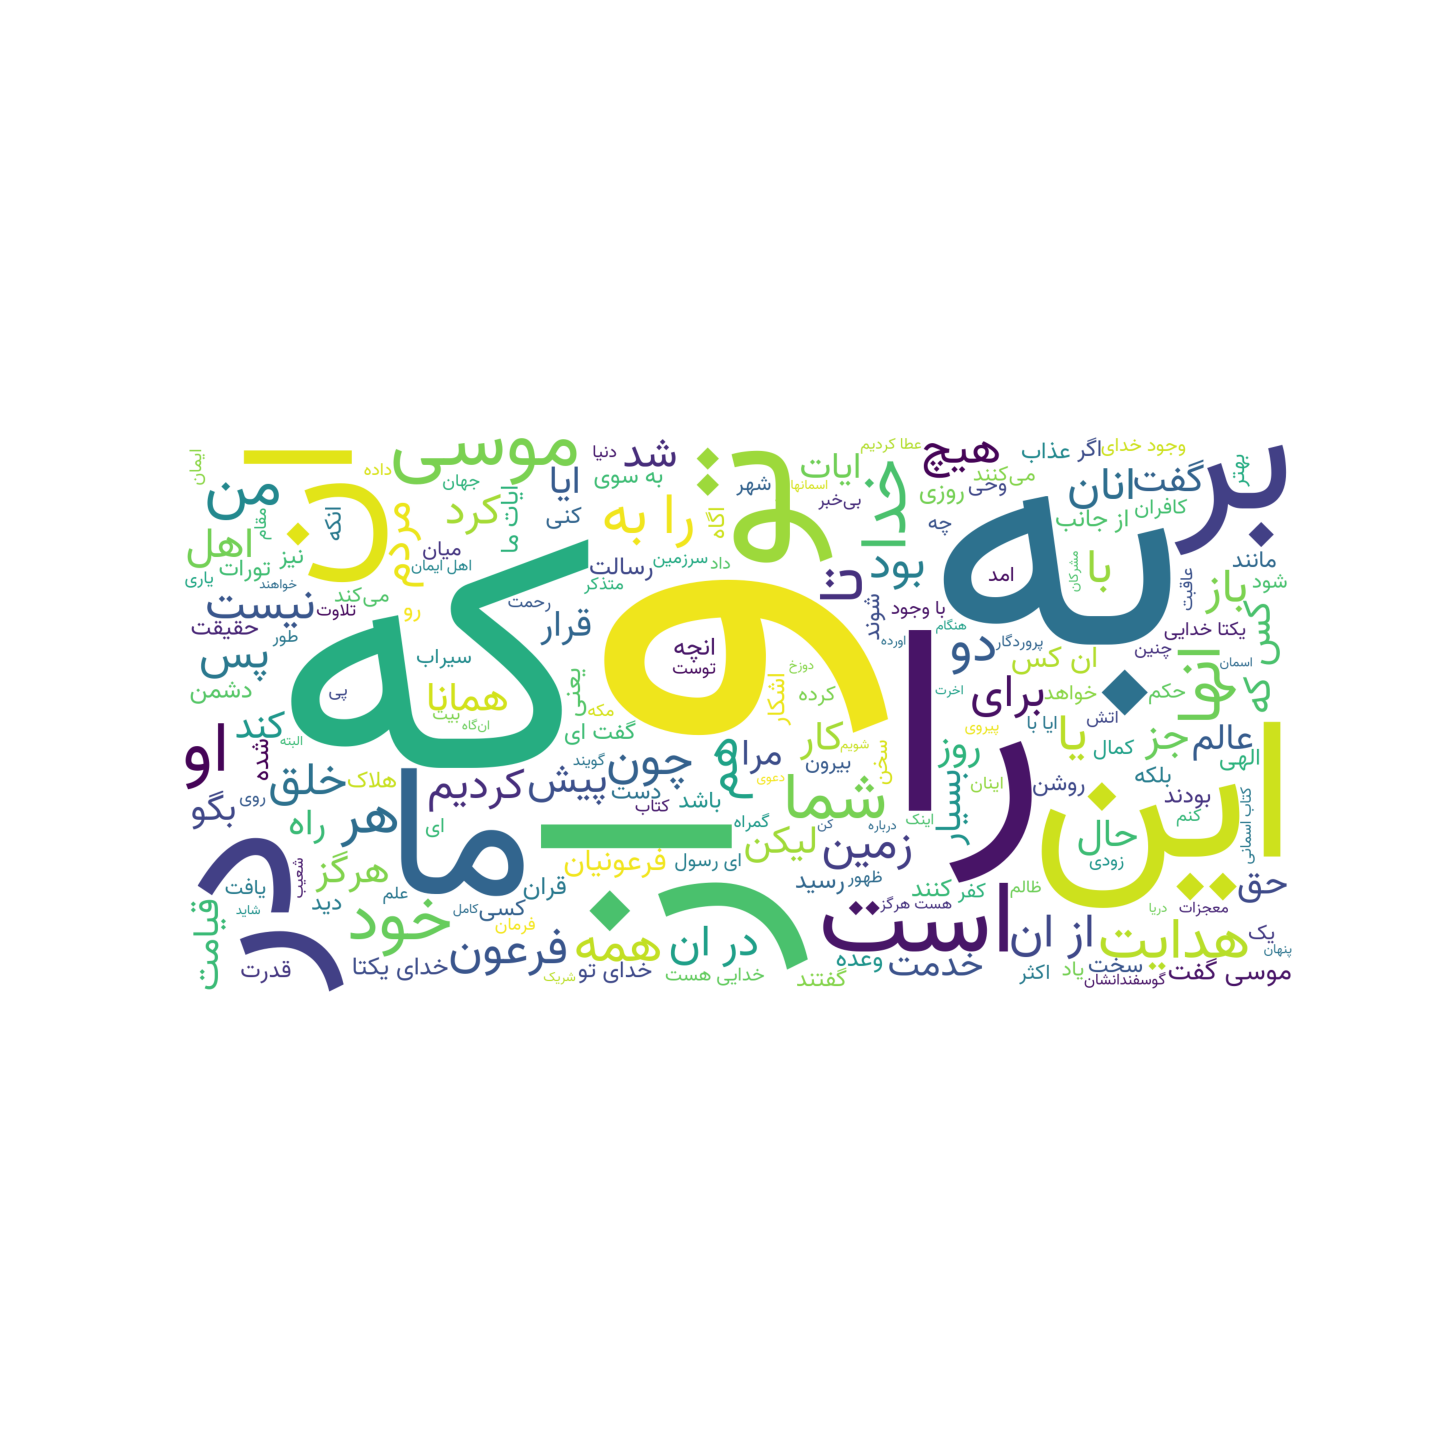 و
که
به
را
این
ما
در
از
ان
تو
بر
است
موسی
خدا
شما
خود
هدایت
همه
فرعون
در ان
از ان
خدمت
زمین
لیکن
هیچ
شد
ایا
کرد
را به
من
اهل
نیست
پس
کند
او
خلق
بگو
راه
هر
هرگز
قیامت
قدرت
یافت
دید
شعیب
شاید
علم
کسی
کامل
قران
فرمان
خدای یکتا
خدای تو
شریک
خدایی هست
گفتند
وعده
رسید
ظهور
کنند
کفر
ظالم
هست هرگز
دریا
معجزات
حق
یک
پنهان
موسی گفت
گوسفندانشان
سخت
یاد
اکثر
فرعونیان
ای رسول
گمراه
باشد
کتاب
دست
پیش
کردیم
چون
گویند
گفت ای
مکه
یعنی
همانا
بیت
ان‌گاه
هلاک
روی
البته
شده
ای
پی
سیراب
دشمن
طور
حقیقت
تلاوت
رو
می‌کند
خواهند
یاری
تورات
نیز
مقام
ایمان
داده
انکه
مردم
میان
اهل ایمان
جهان
ایات ما
کنی
به سوی
دنیا
رسالت
سرزمین
متذکر
داد
رحمت
قرار
اگاه
شهر
اسمانها
بی‌خبر
ایات
عطا کردیم
روزی
می‌کنند
وحی
چه
بود
تا
شوند
اورده
با وجود
هنگام
پروردگار
دو
امد
برای
اخرت
پیروی
روز
بسیار
اینان
اینک
درباره
کن
سخن
شویم
دعوی
کار
کرده
دوزخ
اشکار
انچه
توست
مرا
هم
بیرون
روشن
ایا با
خواهد
ان کس
اتش
کمال
یا
جز
حکم
عالم
الهی
بلکه
بودند
کنم
کتاب اسمانی
حال
زودی
انها
اسمان
چنین
یکتا خدایی
کس که
باز
شود
مانند
عاقبت
با
مشرکان
از جانب
کافران
انان
گفت
اگر
عذاب
وجود خدای
بهتر